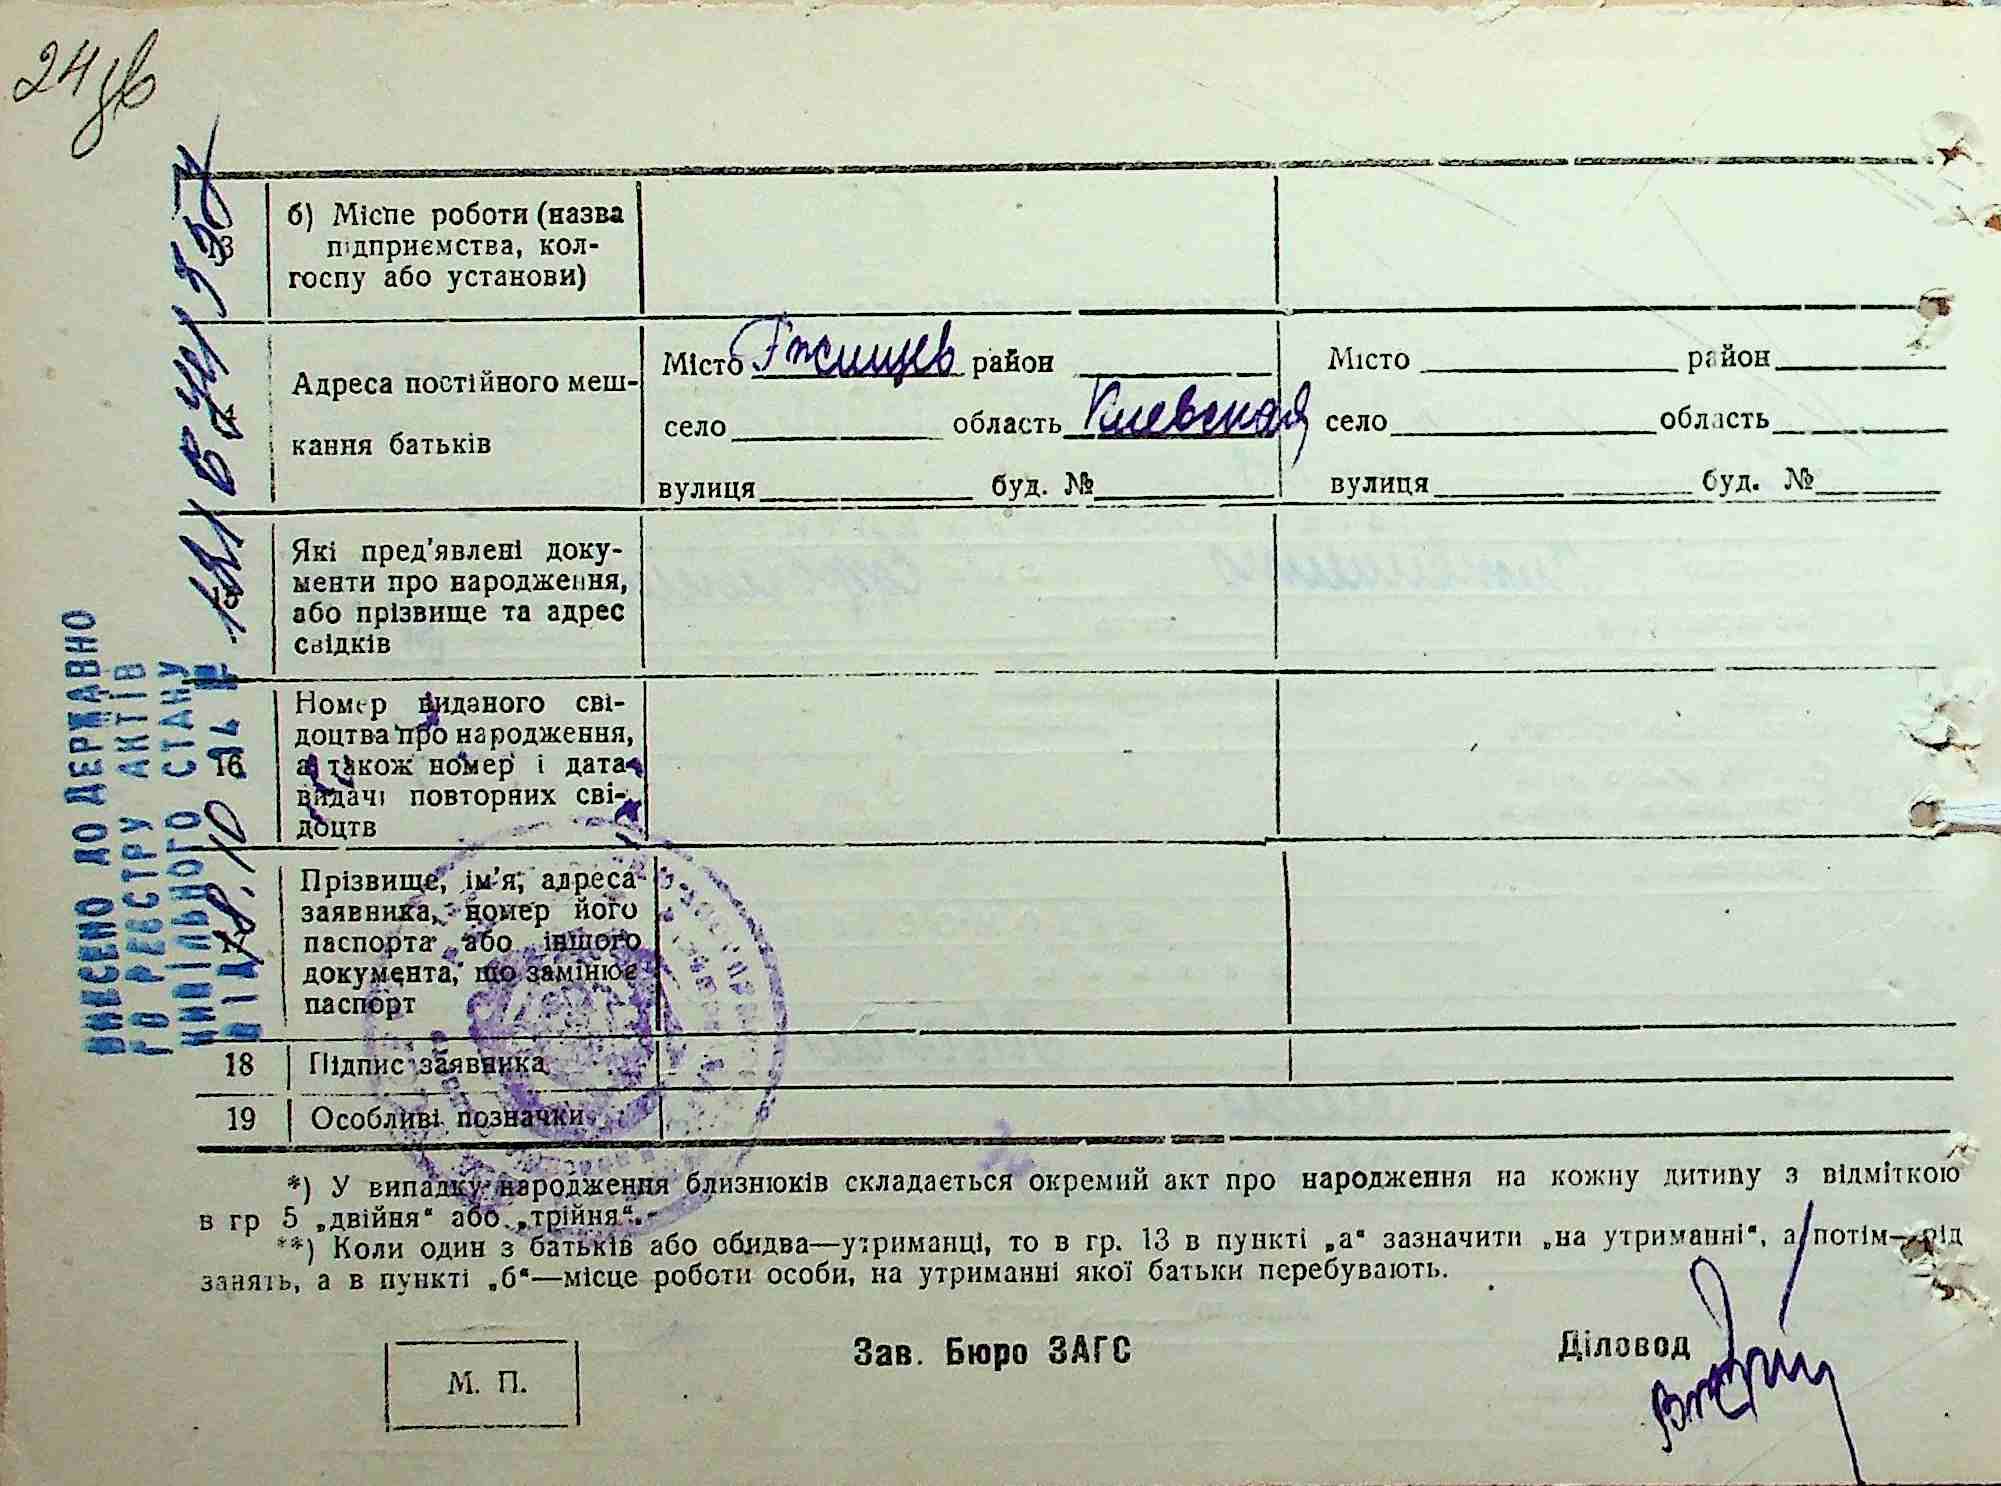 24 зв
б) Місце роботи (назва
підприємства, кол-
госпу або установи)
Адреса постійного меш-
кання батьків
Місто Ржищев район
село область Киевская
вулиця буд. №
Місто район
село область
вулиця буд. №
Які пред'явлені доку-
менти про народження,
або прізвище та адрес
свідків
16
Номер виданого сві-
доцтва про народження,
а також номер і дата
видачі повторних сві-
доцтв
Прізвище, ім'я, адреса
заявника, номер його
паспорта або іншого
документа, що замінює
паспорт
18 Підпис заявника
19 Особливі позначки
ВНЕСЕНО ДО ДЕРЖАВНО
ГО РЕЄСТРУ АКТІВ
ЦИВІЛЬНОГО СТАНУ
*) У випадку народження близнюків складається окремий акт про народження на кожну дитину з відміткою
в гр 5 „двійня“ або „трійня“.
**) Коли один з батьків або обидва—утриманці, то в гр. 13 в пункті „а“ зазначити „на утриманні“, а потім—рід
занять, а в пункті „б“—місце роботи особи, на утриманні якої батьки перебувають.
М. П.
Зав. Бюро ЗАГС
Діловод